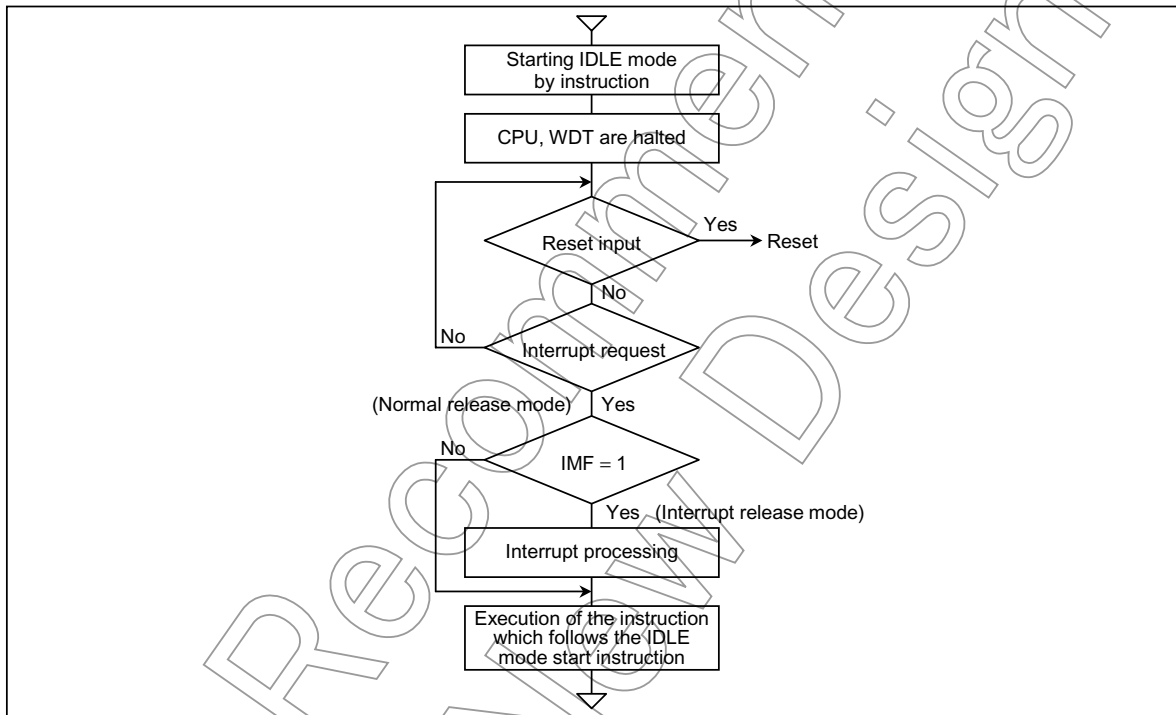 Starting IDLE mode
by instruction
CPU, WDT are halted
Yes
Reset input
Reset
No
No
Interrupt request
(Normal release mode)
Yes
No
IMF = 1
Yes (Interrupt release mode)
Interrupt processing
Execution of the instruction
which follows the IDLE
mode start instruction